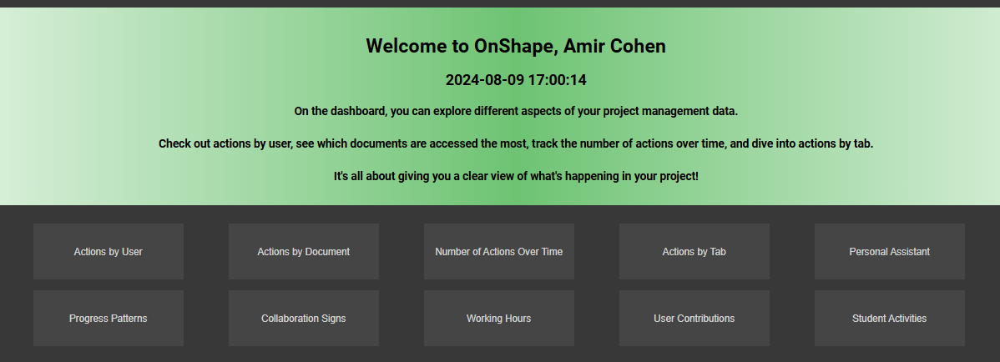 Welcome to OnShape, Amir Cohen
2024-08-09 17:00:14
On the dashboard, you can explore different aspects of your project management data.
Check out actions by user, see which documents are accessed the most, track the number of actions over time, and dive into actions by tab.
It's all about giving you a clear view of what's happening in your project!
Actions by User
Actions by Document
Number of Actions Over Time
Actions by Tab
Personal Assistant
Progress Patterns
Collaboration Signs
Working Hours
User Contributions
Student Activities